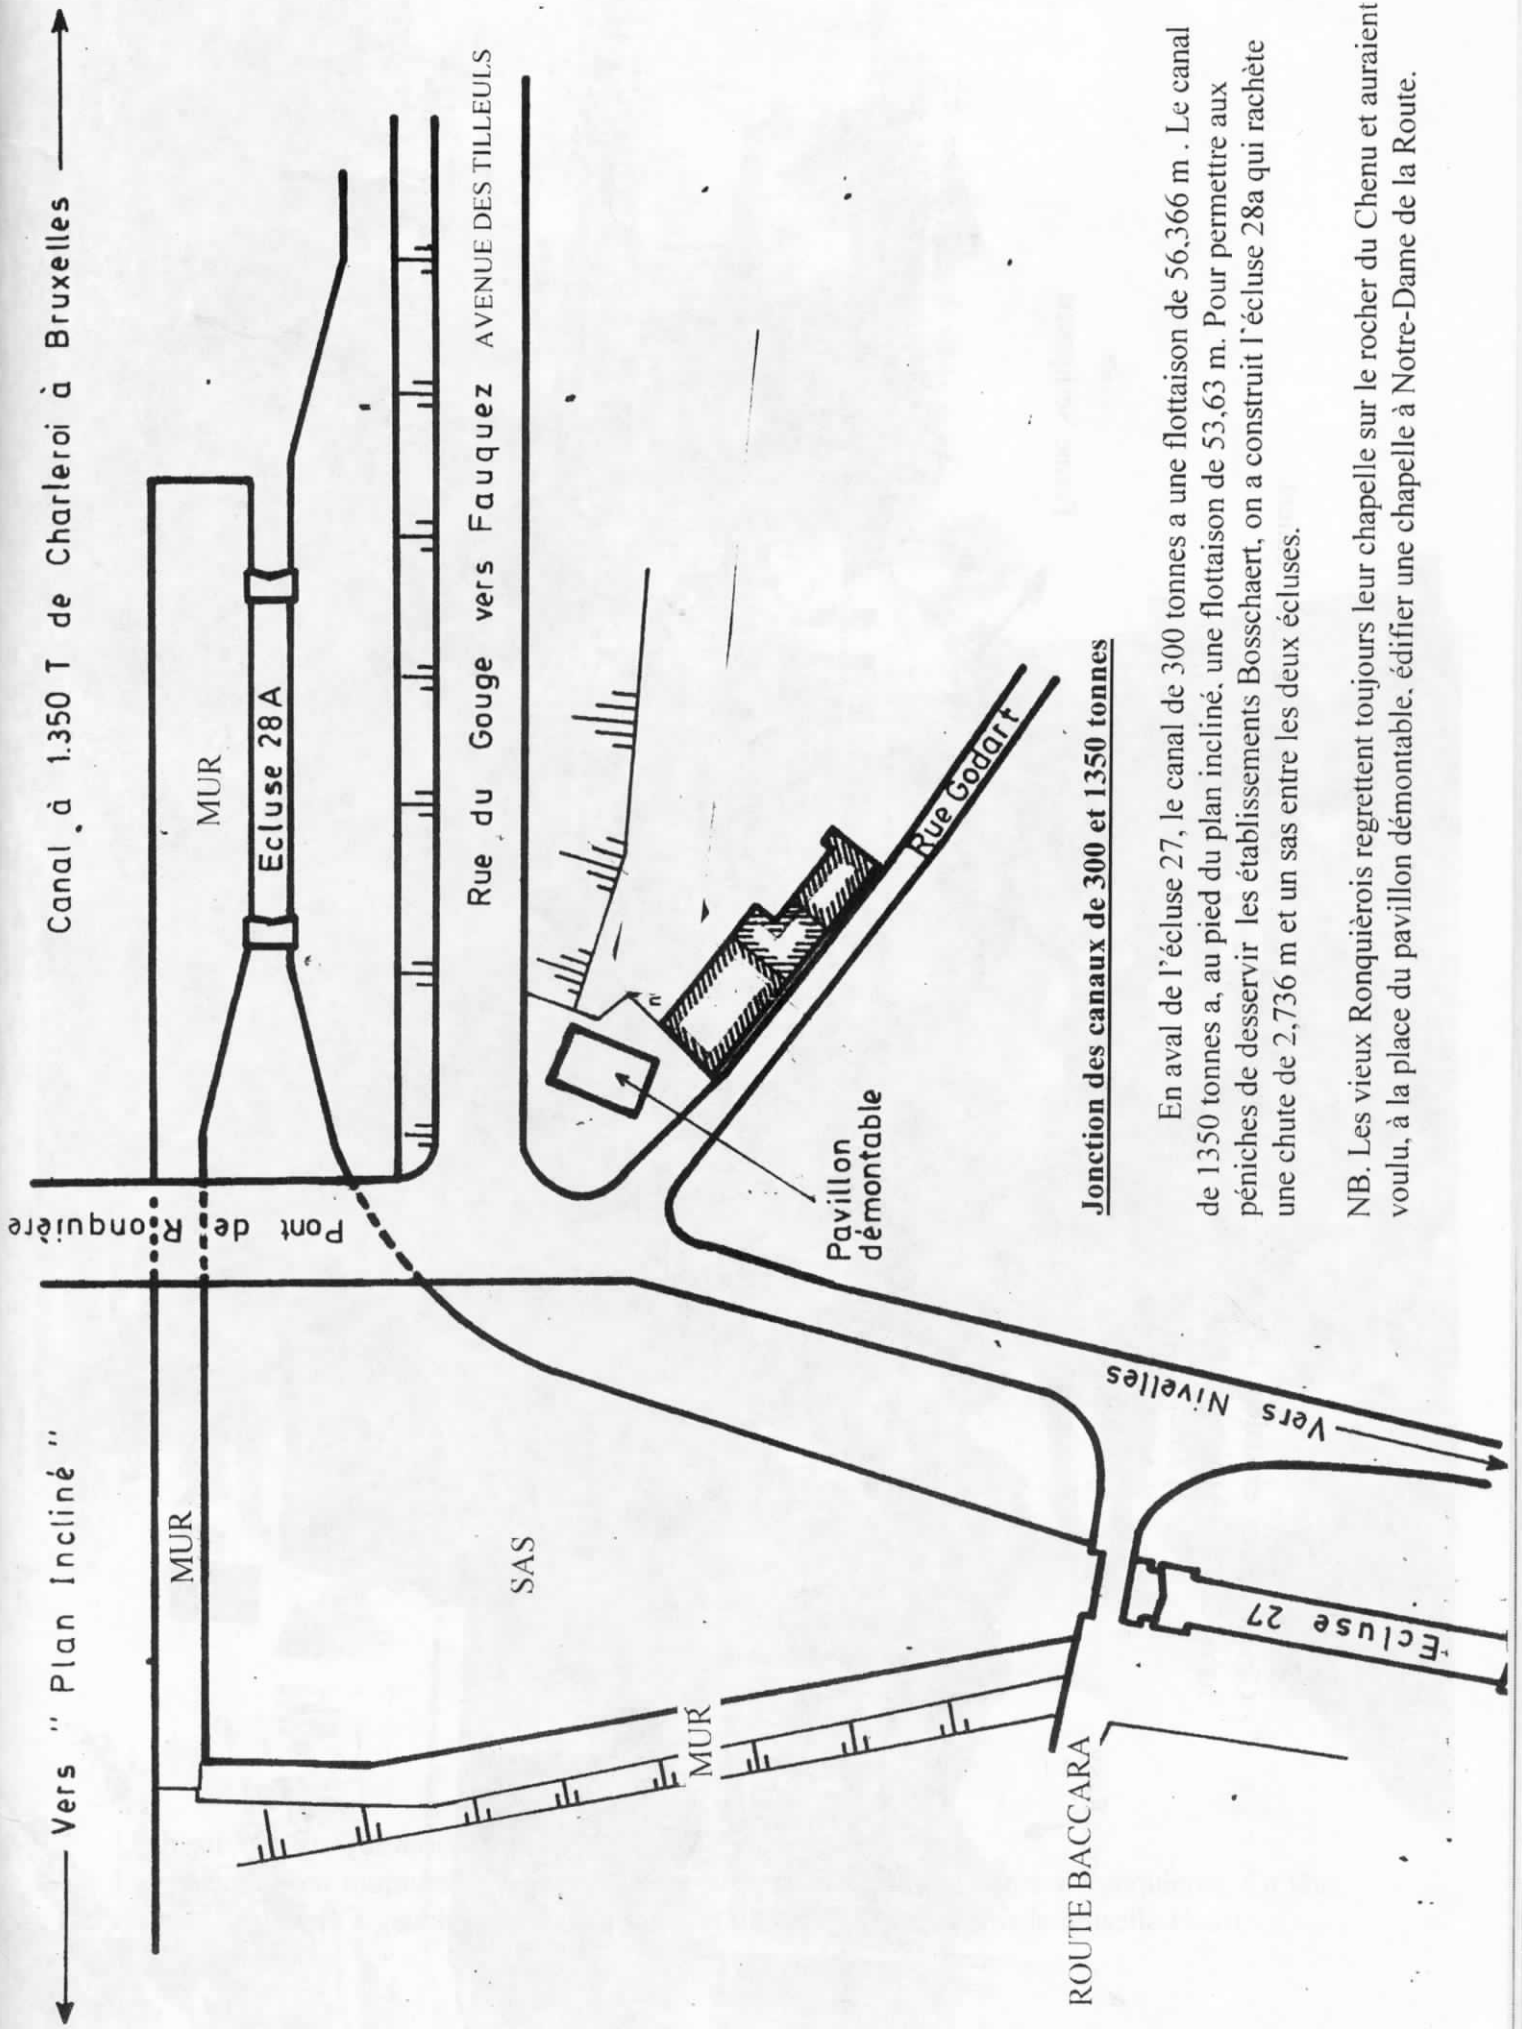 Vers " Plan Incliné "
Canal à 1.350 T de Charleroi à Bruxelles
MUR
MUR
Ecluse 28A
Pont de Ronquière
Rue du Gouge vers Fauquez AVENUE DES TILLEULS
SAS
MUR
Pavillon
démontable
Rue Godart
Vers Nivelles
Ecluse 27
ROUTE BACCARA
Jonction des canaux de 300 et 1350 tonnes
En aval de l'écluse 27, le canal de 300 tonnes a une flottaison de 56.366 m . Le canal
de 1350 tonnes a, au pied du plan incliné, une flottaison de 53,63 m. Pour permetre aux
péniches de desservir les établissements Bosschaert, on a construit l'écluse 28a qui rachète
une chute de 2,736 m et un sas entre les deux écluses.
NB. Les vieux Ronquièrois regrettent toujours leur chapelle sur le rocher du Chenu et auraient
voulu, à la place du pavillon démontable, édifier une chapelle à Notre-Dame de la Route.